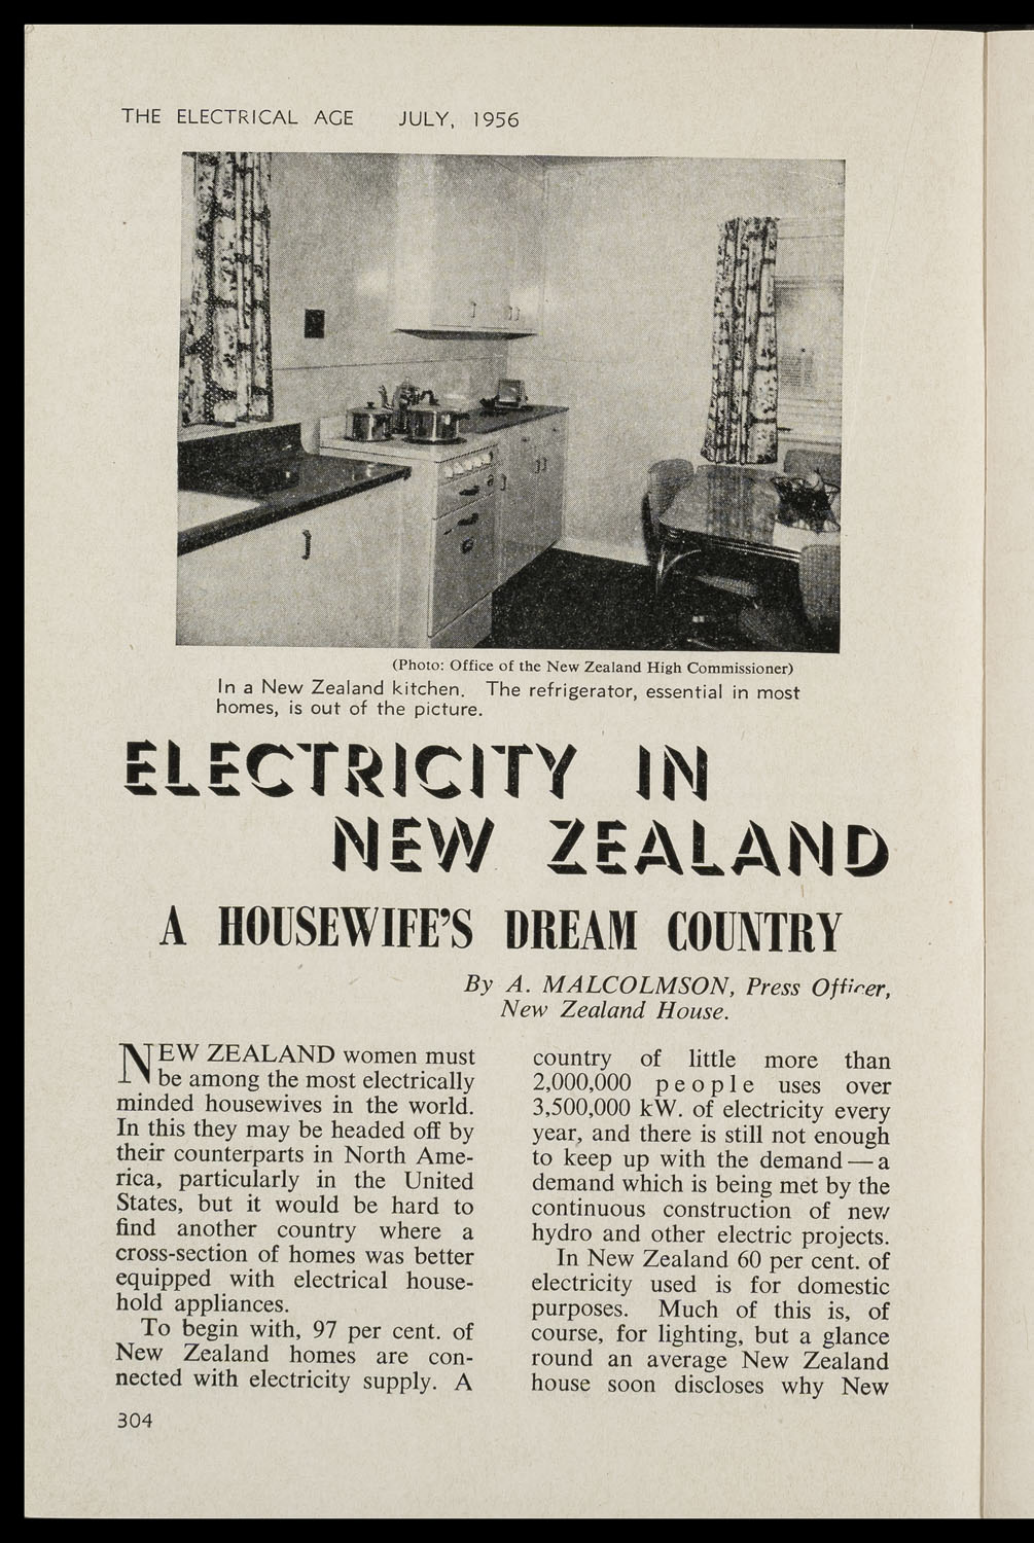 THE ELECTRICAL AGE JULY, 1956
(Photo: Office of the New Zealand High Commissioner)
In a New Zealand kitchen. The refrigerator, essential in most
homes, is out of the picture.
ELECTRICITY IN
NEW ZEALAND
A HOUSEWIFE'S DREAM COUNTRY
By A. MALCOLMSON, Press Officer,
New Zealand House.
NEW ZEALAND women must
be among the most electrically
minded housewives in the world.
In this they may be headed off by
their counterparts in North Ame-
rica, particularly in the United
States, but it would be hard to
find another country where a
cross-section of homes was better
equipped with electrical house-
hold appliances.
To begin with, 97 per cent. of
New Zealand homes are con-
nected with electricity supply. A
country of little more than
2,000,000 people uses over
3,500,000 kW. of electricity every
year, and there is still not enough
to keep up with the demand — a
demand which is being met by the
continuous construction of new
hydro and other electric projects.
In New Zealand 60 per cent. of
electricity used is for domestic
purposes. Much of this is, of
course, for lighting, but a glance
round an average New Zealand
house soon discloses why New
304